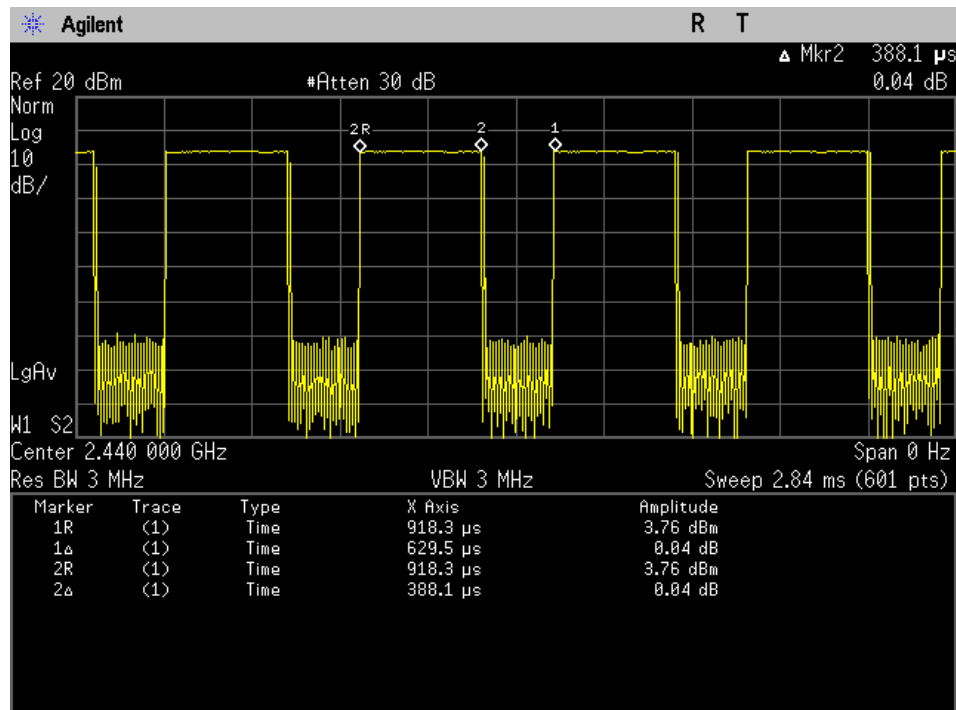 Agilent R T
Δ Mkr2 388.1 µs
Ref 20 dBm #Atten 30 dB 0.04 dB
Norm
Log
10
dB/
2R 2 1
LgAv
W1 S2
Center 2.440 000 GHz Span 0 Hz
Res BW 3 MHz VBW 3 MHz Sweep 2.84 ms (601 pts)
Marker Trace Type X Axis Amplitude
1R (1) Time 918.3 µs 3.76 dBm
1Δ (1) Time 629.5 µs 0.04 dB
2R (1) Time 918.3 µs 3.76 dBm
2Δ (1) Time 388.1 µs 0.04 dB